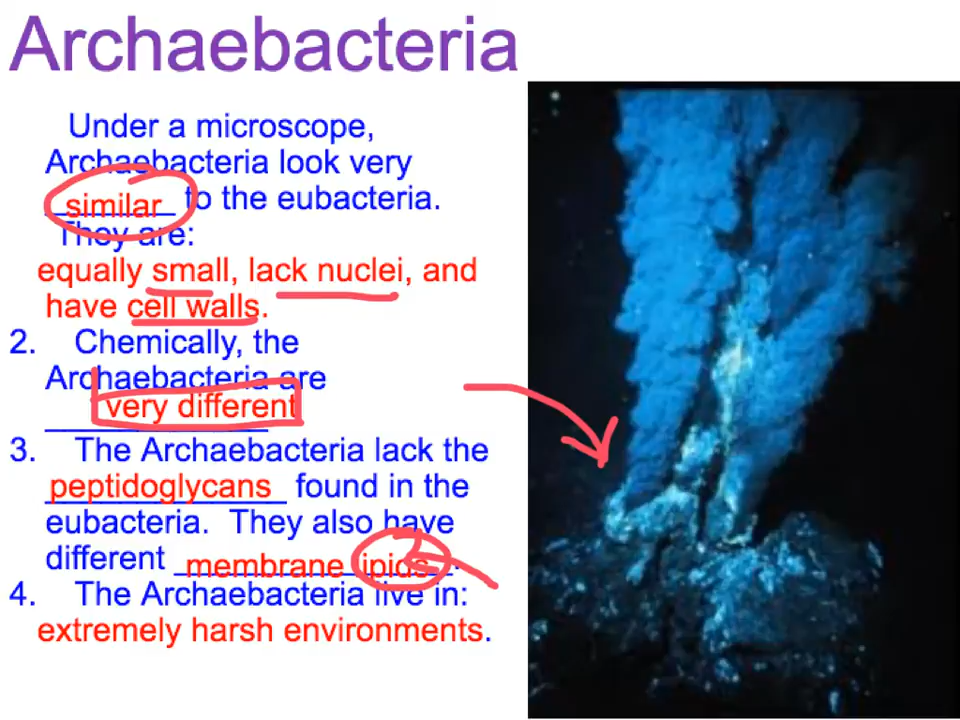 Archaebacteria
Under a microscope,
Archaebacteria look very
similar to the eubacteria.
They are:
equally small, lack nuclei, and
have cell walls.
2. Chemically, the
Archaebacteria are
very different
3. The Archaebacteria lack the
peptidoglycans found in the
eubacteria. They also have
different membrane lipids.
4. The Archaebacteria live in:
extremely harsh environments.